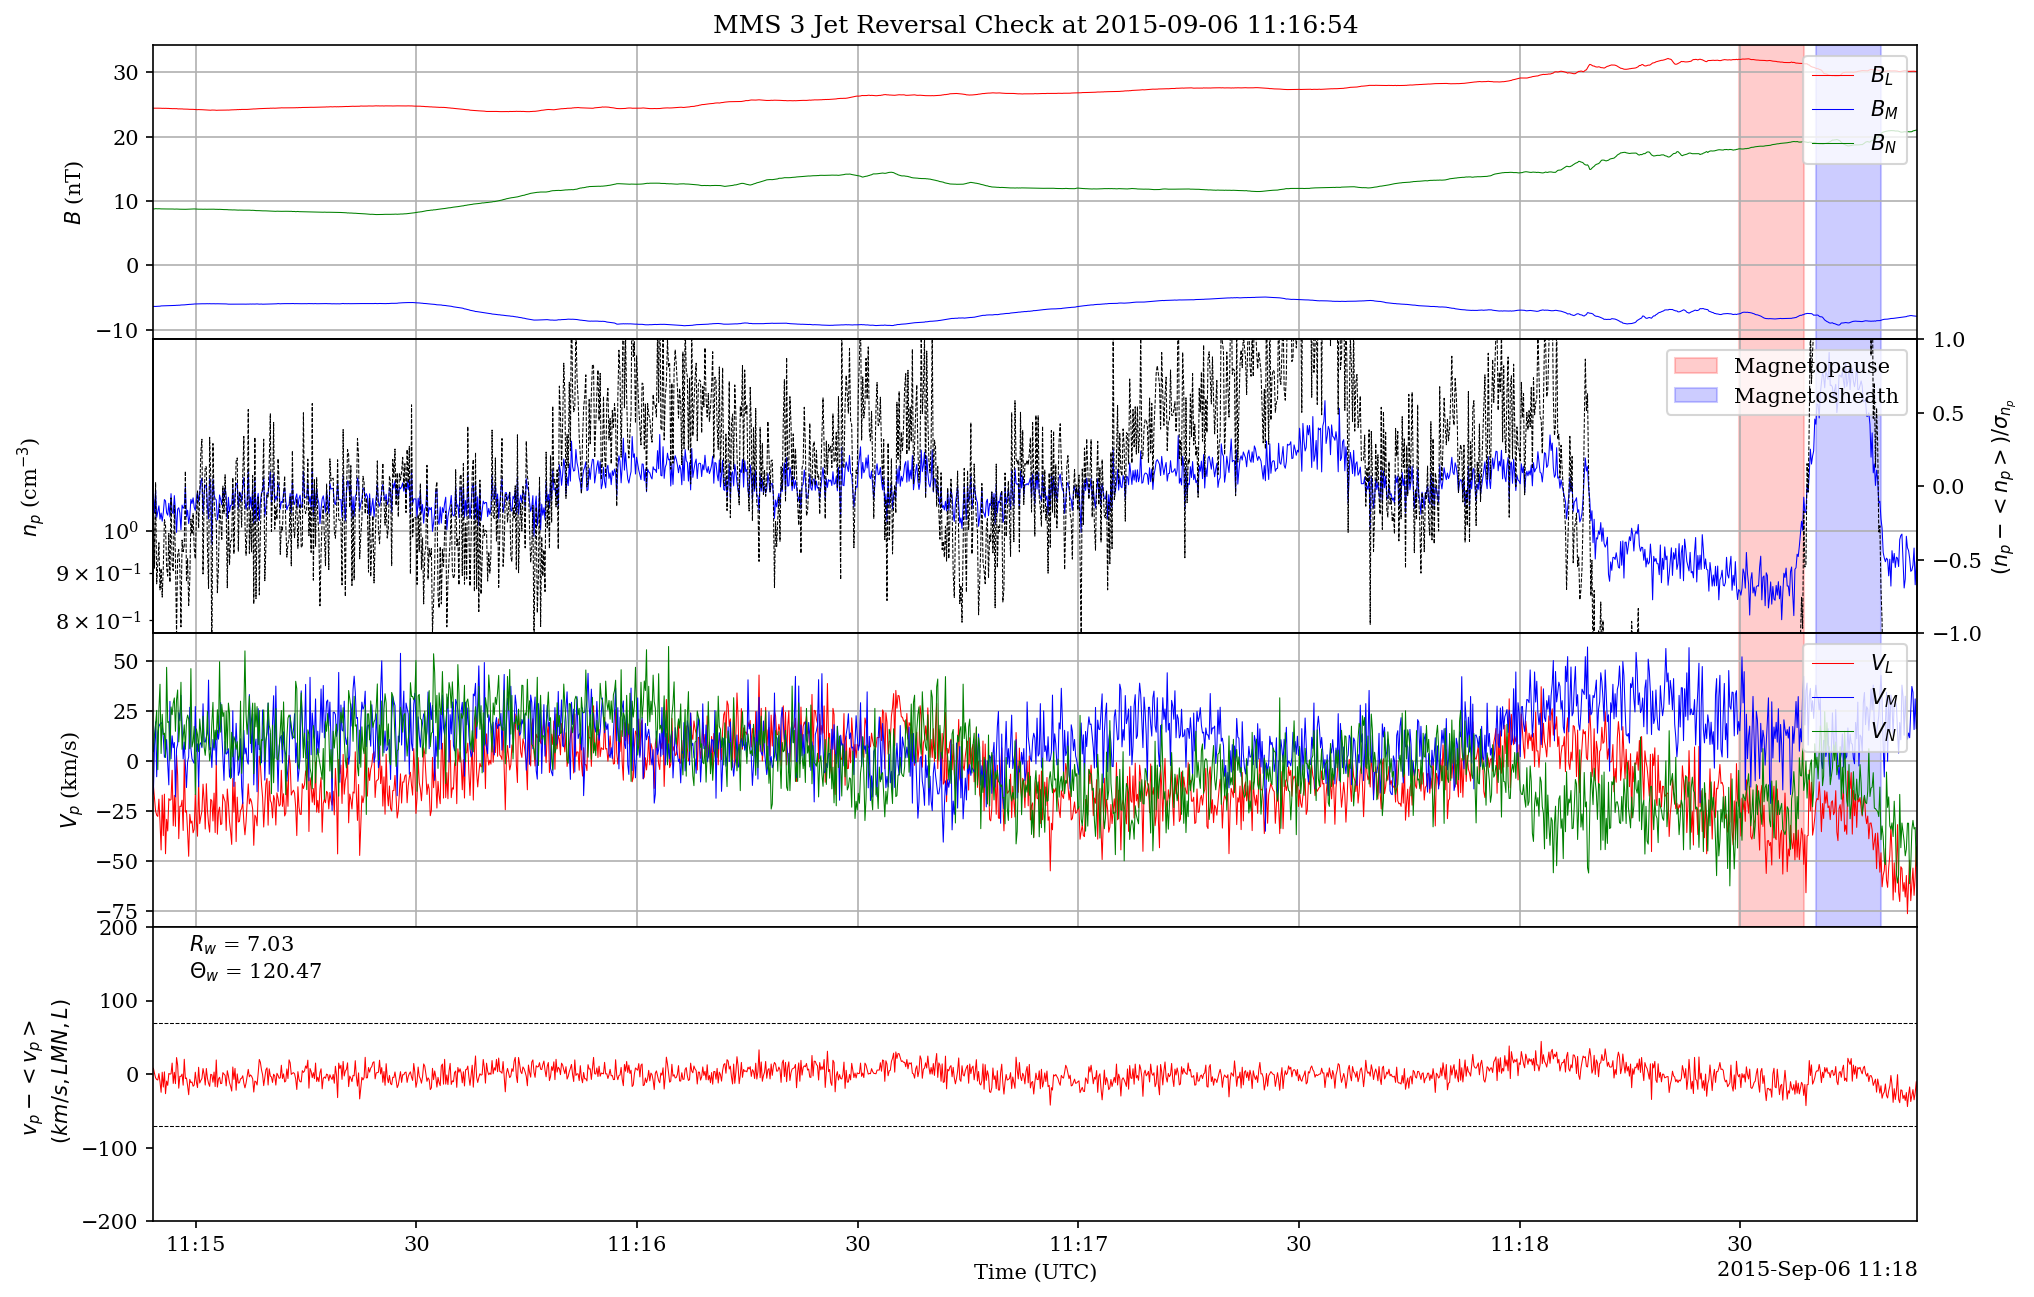 MMS 3 Jet Reversal Check at 2015-09-06 11:16:54
30
20
10
0
−10
B (nT)
B_L
B_M
B_N
10^0
9 × 10^−1
8 × 10^−1
n_p (cm^−3)
Magnetopause
Magnetosheath
1.0
0.5
0.0
−0.5
−1.0
(n_p − < n_p >)/σ_{n_p}
50
25
0
−25
−50
−75
V_p (km/s)
V_L
V_M
V_N
200
100
0
−100
−200
v_p − < v_p >
(km/s, LMN, L)
R_w = 7.03
Θ_w = 120.47
11:15 30 11:16 30 11:17 30 11:18 30
Time (UTC)
2015-Sep-06 11:18